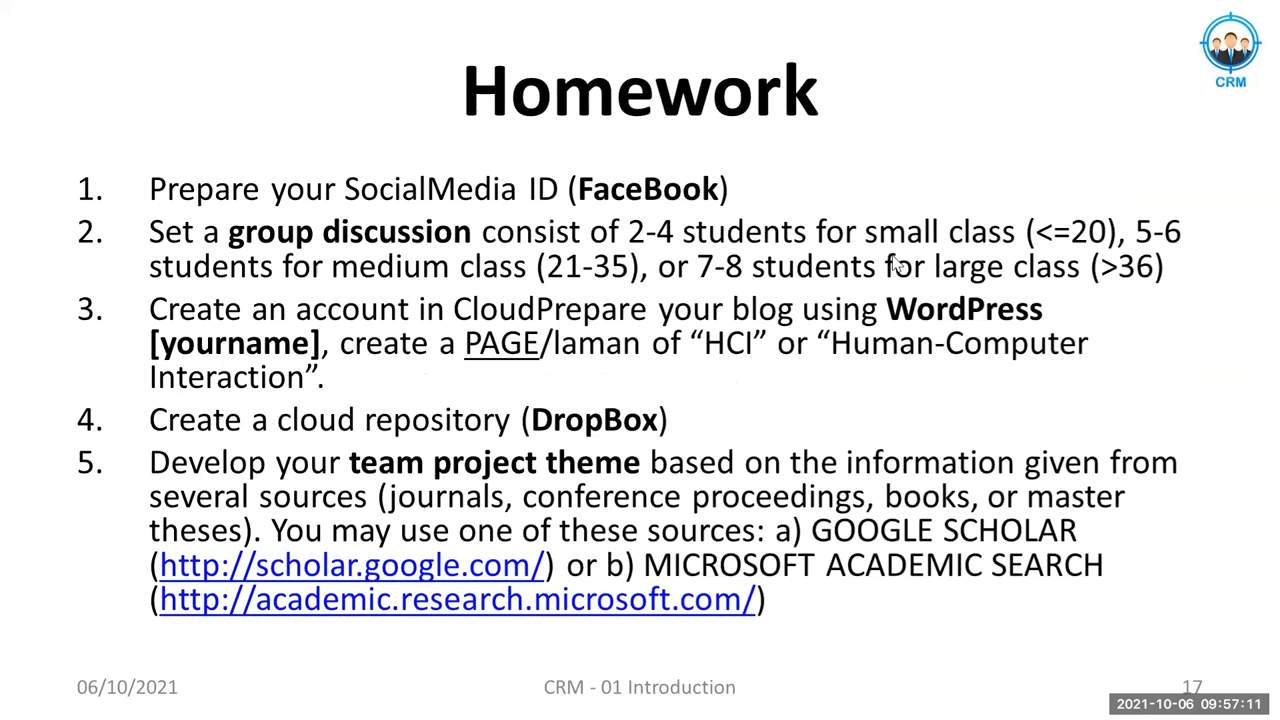 CRM
Homework
1. Prepare your SocialMedia ID (FaceBook)
2. Set a group discussion consist of 2-4 students for small class (<=20), 5-6
students for medium class (21-35), or 7-8 students for large class (>36)
3. Create an account in CloudPrepare your blog using WordPress
[yourname], create a PAGE/laman of “HCI” or “Human-Computer
Interaction”.
4. Create a cloud repository (DropBox)
5. Develop your team project theme based on the information given from
several sources (journals, conference proceedings, books, or master
theses). You may use one of these sources: a) GOOGLE SCHOLAR
(http://scholar.google.com/) or b) MICROSOFT ACADEMIC SEARCH
(http://academic.research.microsoft.com/)
06/10/2021
CRM - 01 Introduction
17
2021-10-06 09:57:11